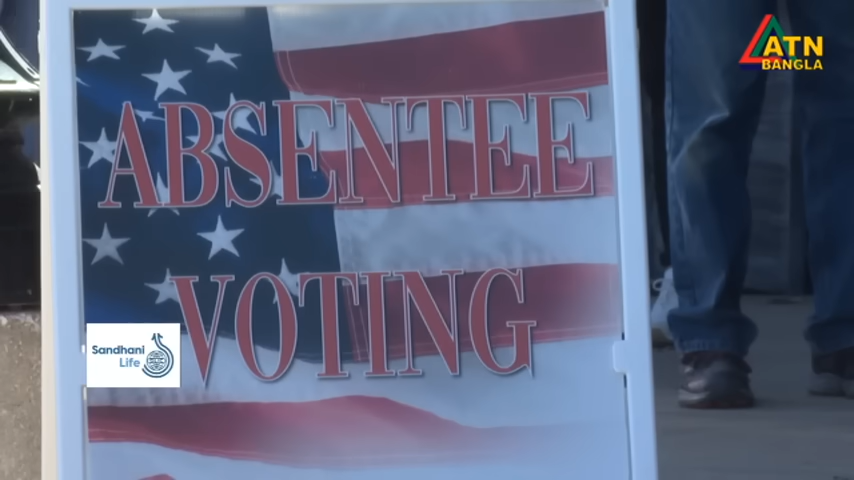 ATN
BANGLA
ABSENTEE
VOTING
Sandhani
Life